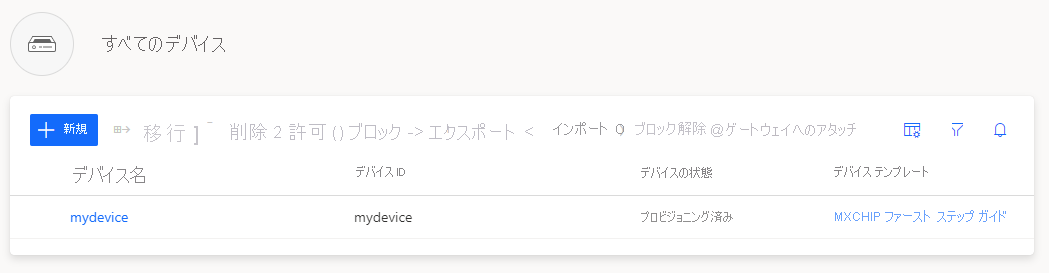 すべてのデバイス
新規 移行 ] ¯ 削除 2 許可 () ブロック -> エクスポート < インポート Q ブロック解除 @ゲートウェイへのアタッチ
デバイス名 デバイス ID デバイスの状態 デバイス テンプレート
mydevice mydevice プロビジョニング済み MXCHIP ファースト ステップ ガイド